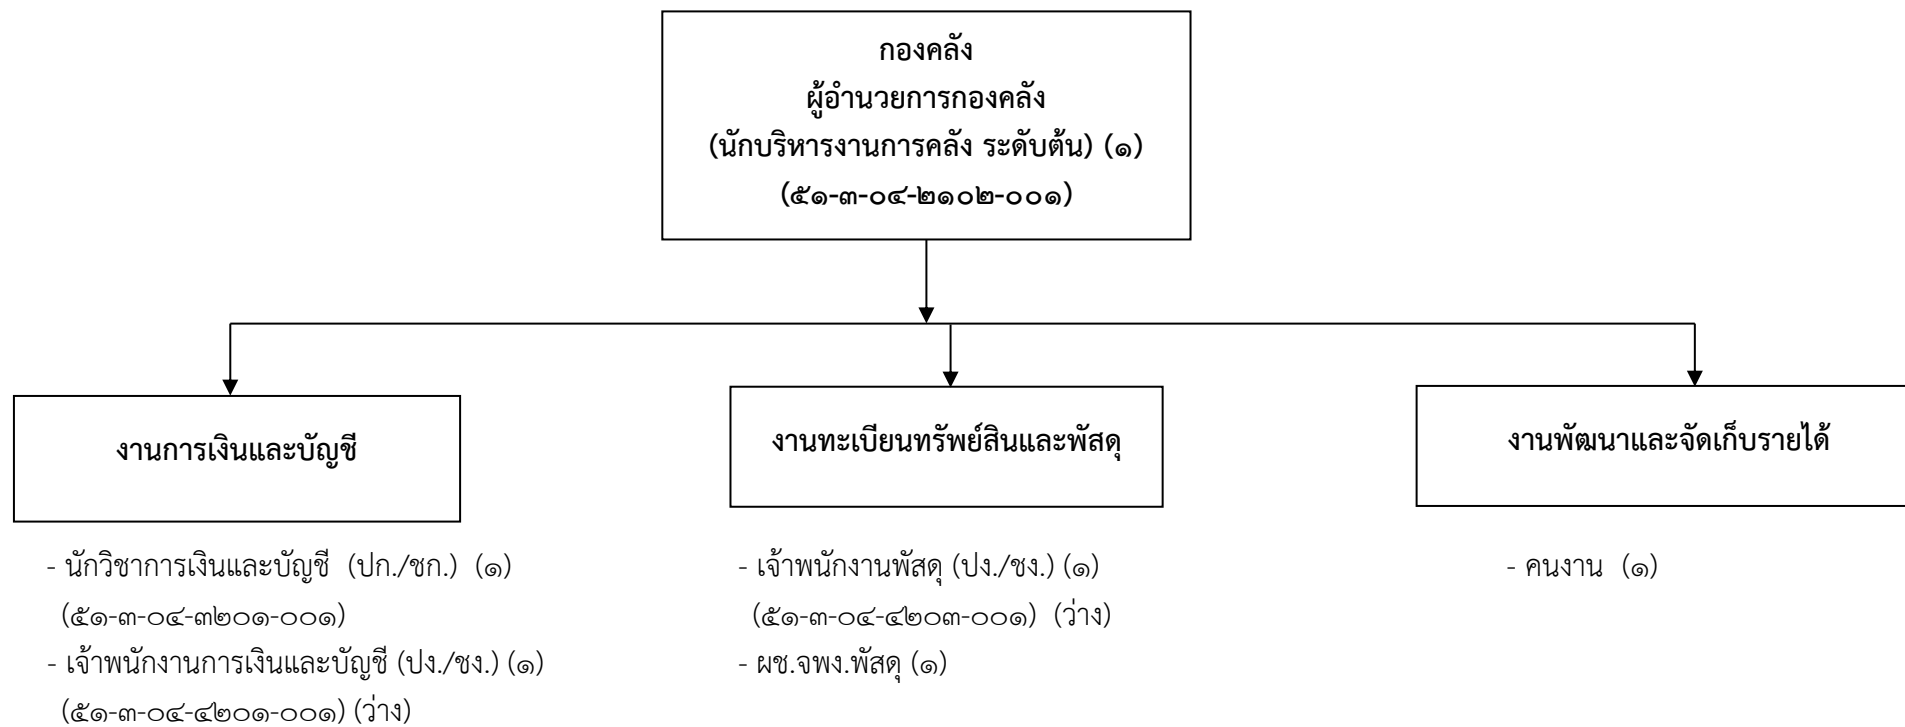 กองคลัง
ผู้อำนวยการกองคลัง
(นักบริหารงานการคลัง ระดับต้น) (๑)
(๕๑-๓-๐๔-๒๑๐๒-๐๐๑)
งานการเงินและบัญชี
- นักวิชาการเงินและบัญชี (ปก./ชก.) (๑)
(๕๑-๓-๐๔-๓๒๐๑-๐๐๑)
- เจ้าพนักงานการเงินและบัญชี (ปง./ชง.) (๑)
(๕๑-๓-๐๔-๔๒๐๑-๐๐๑) (ว่าง)
งานทะเบียนทรัพย์สินและพัสดุ
- เจ้าพนักงานพัสดุ (ปง./ชง.) (๑)
(๕๑-๓-๐๔-๔๒๐๓-๐๐๑) (ว่าง)
- ผช.จพง.พัสดุ (๑)
งานพัฒนาและจัดเก็บรายได้
- คนงาน (๑)